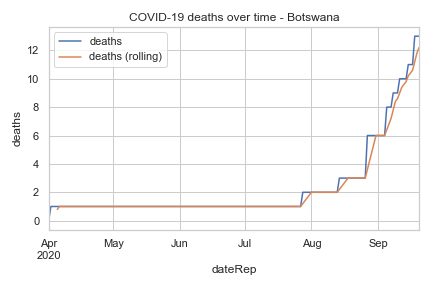 COVID-19 deaths over time - Botswana
deaths
deaths (rolling)
12
10
8
6
4
2
0
deaths
Apr
2020
May
Jun
Jul
Aug
Sep
dateRep